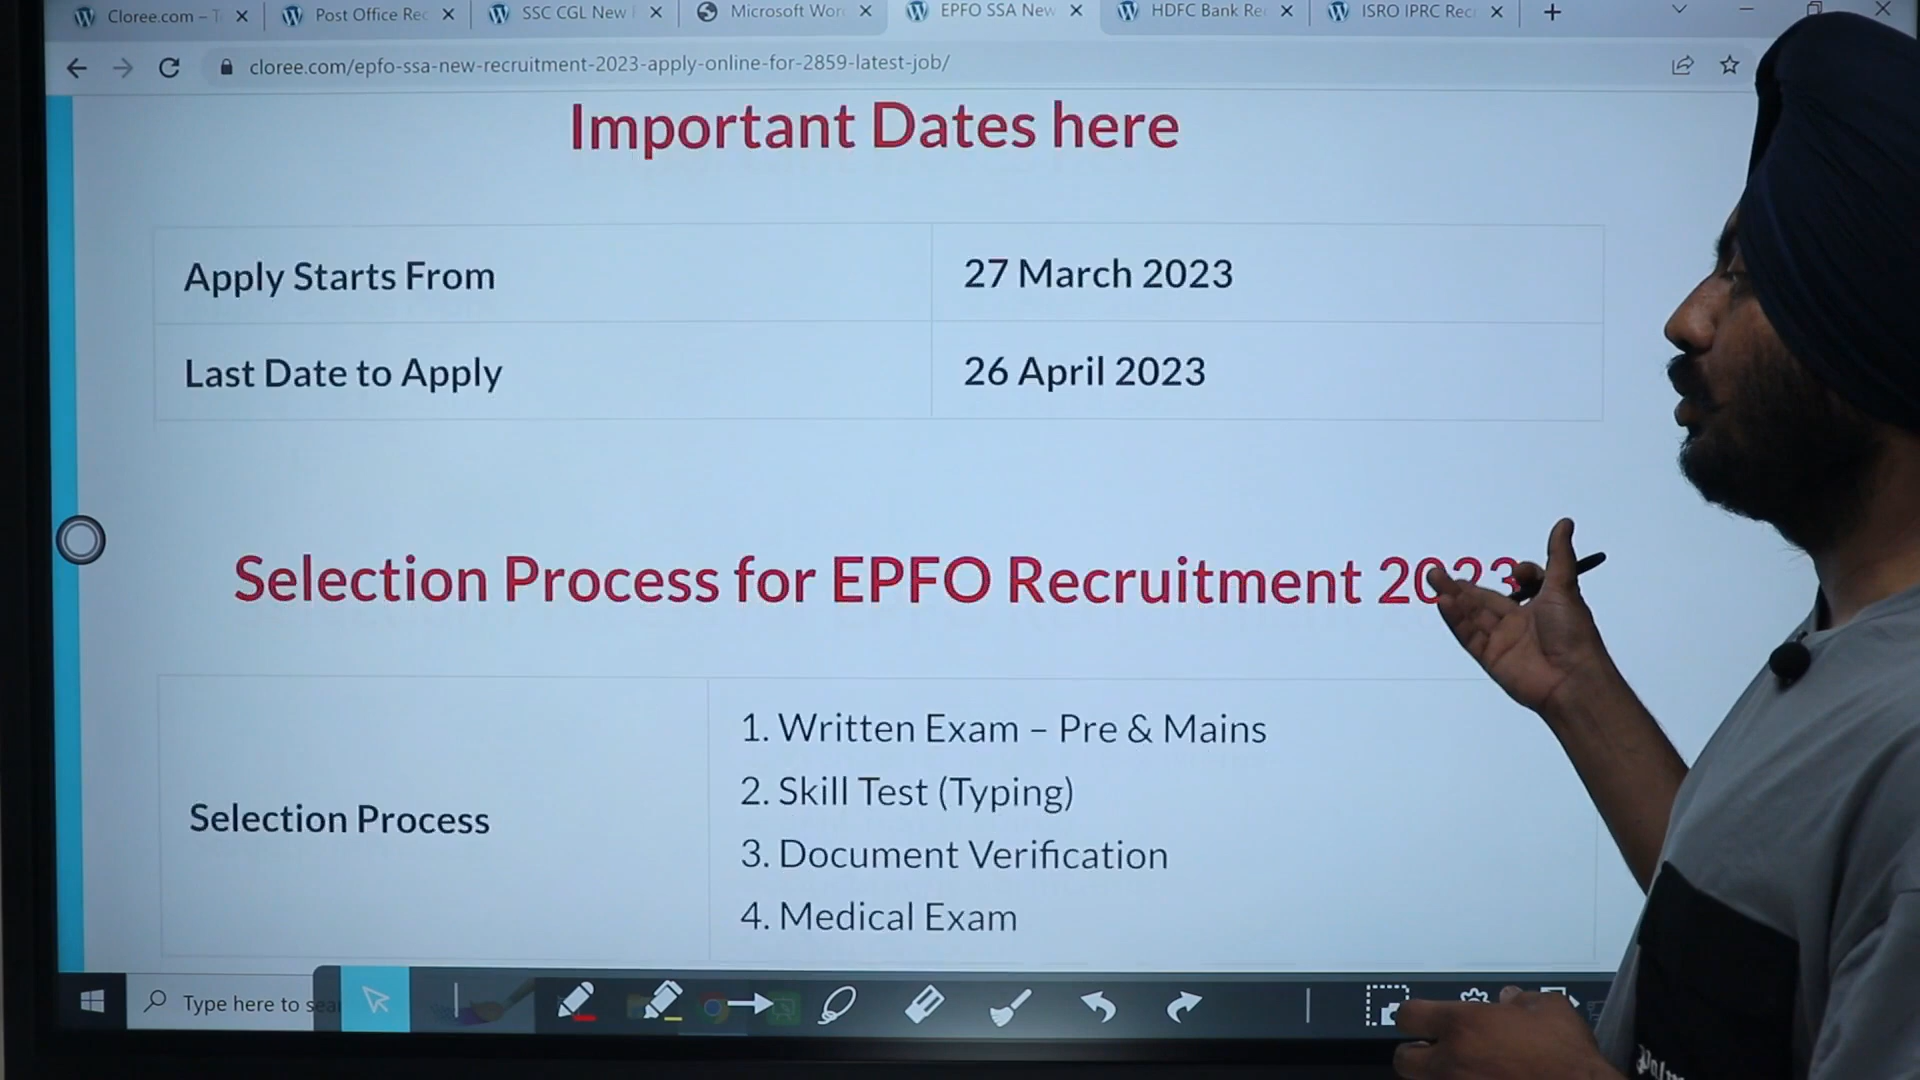 Cloree.com – T
Post Office Rec
SSC CGL New
Microsoft Wor
EPFO SSA New
HDFC Bank Re
ISRO IPRC Rec
cloree.com/epfo-ssa-new-recruitment-2023-apply-online-for-2859-latest-job/
Important Dates here
Apply Starts From 27 March 2023
Last Date to Apply 26 April 2023
Selection Process for EPFO Recruitment 2023
Selection Process
1. Written Exam – Pre & Mains
2. Skill Test (Typing)
3. Document Verification
4. Medical Exam
Type here to sea